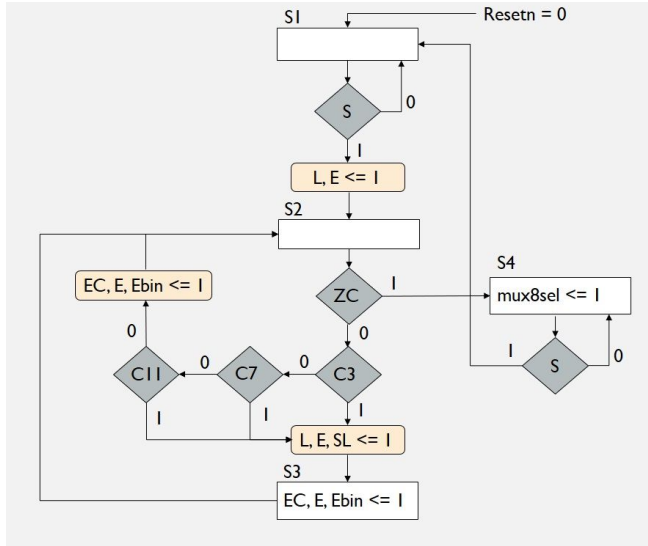 S1
Resetn = 0
S
0
1
L, E <= 1
S2
EC, E, Ebin <= 1
ZC
1
S4
mux8sel <= 1
0
0
C11
0
C7
0
C3
1
S
0
1
1
1
L, E, SL <= 1
S3
EC, E, Ebin <= 1